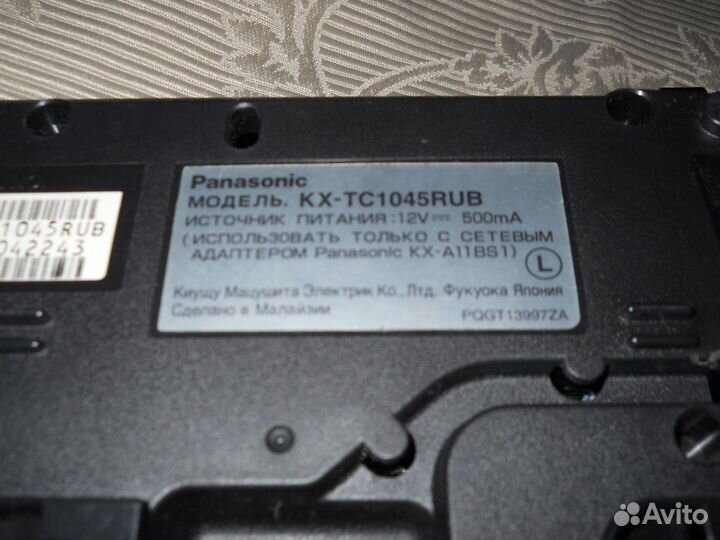 Panasonic
МОДЕЛЬ. KX-TC1045RUB
ИСТОЧНИК ПИТАНИЯ:12V⎓ 500mA
(ИСПОЛЬЗОВАТЬ ТОЛЬКО С СЕТЕВЫМ
АДАПТЕРОМ Panasonic KX-A11BS1)
L
Киущу Мацушита Электрик Ко., Лтд. Фукуока Япония
Сделано в Малайзии
PQGT13997ZA
1045RUB
042243
Avito